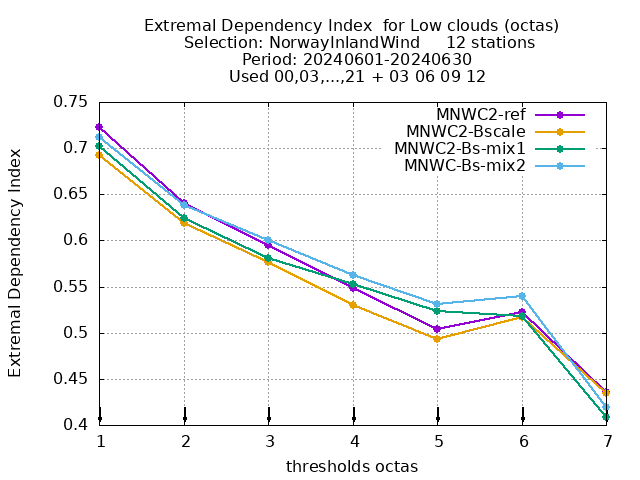 Extremal Dependency Index  for Low clouds (octas)
Selection: NorwayInlandWind     12 stations
Period: 20240601-20240630
Used 00,03,...,21 + 03 06 09 12
MNWC2-ref
MNWC2-Bscale
MNWC2-Bs-mix1
MNWC-Bs-mix2
Extremal Dependency Index
0.75
0.7
0.65
0.6
0.55
0.5
0.45
0.4
1 2 3 4 5 6 7
thresholds octas